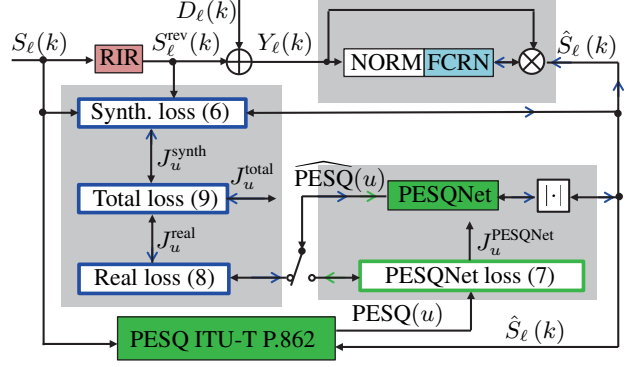 D_ℓ(k)
S_ℓ(k) RIR S_ℓ^rev(k) Y_ℓ(k) NORM FCRN Ŝ_ℓ(k)
Synth. loss (6)
J_u^synth
J_u^total
Total loss (9)
\widehat{PESQ}(u) PESQNet |·|
J_u^real
J_u^PESQNet
Real loss (8) PESQNet loss (7)
PESQ(u)
PESQ ITU-T P.862 Ŝ_ℓ(k)